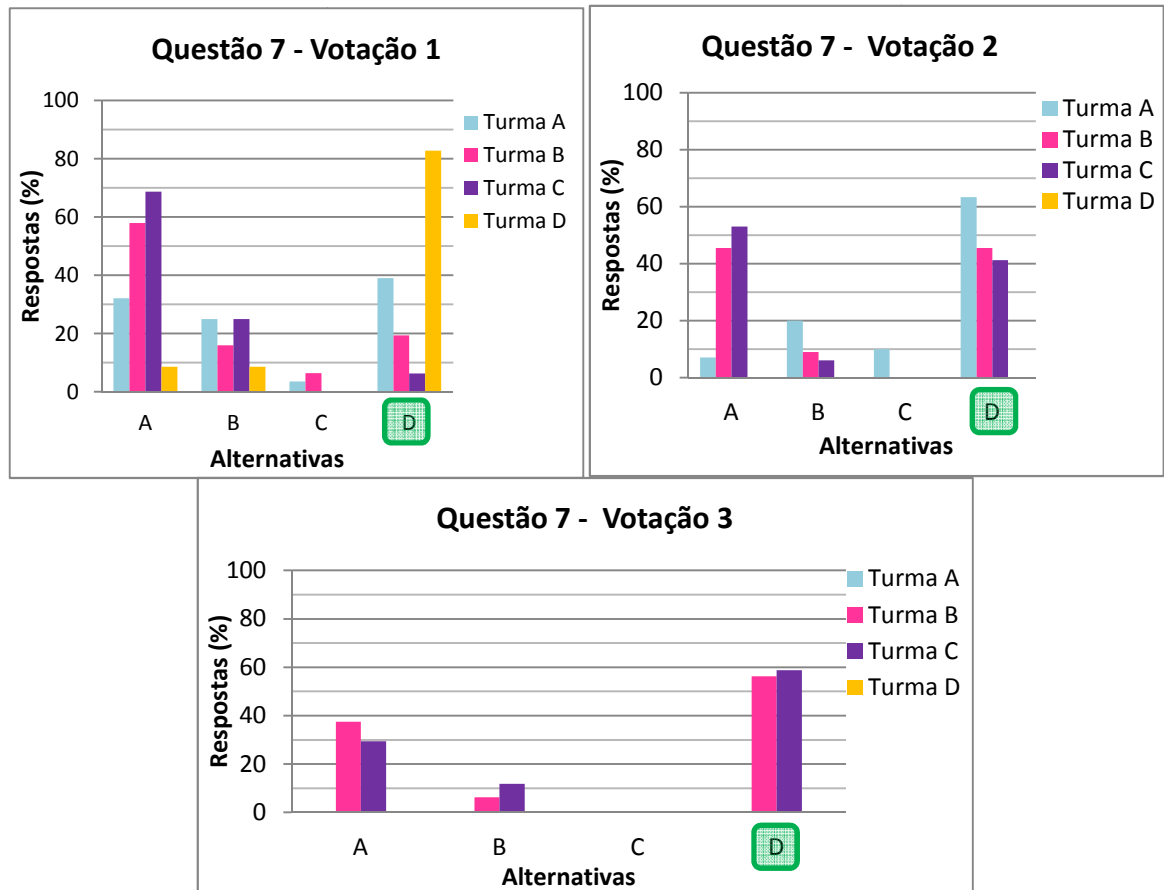 Questão 7 - Votação 1
100
80
60
40
20
0
Respostas (%)
A B C D
Alternativas
Turma A
Turma B
Turma C
Turma D
Questão 7 - Votação 2
100
80
60
40
20
0
Respostas (%)
A B C D
Alternativas
Turma A
Turma B
Turma C
Turma D
Questão 7 - Votação 3
100
80
60
40
20
0
Respostas (%)
A B C D
Alternativas
Turma A
Turma B
Turma C
Turma D